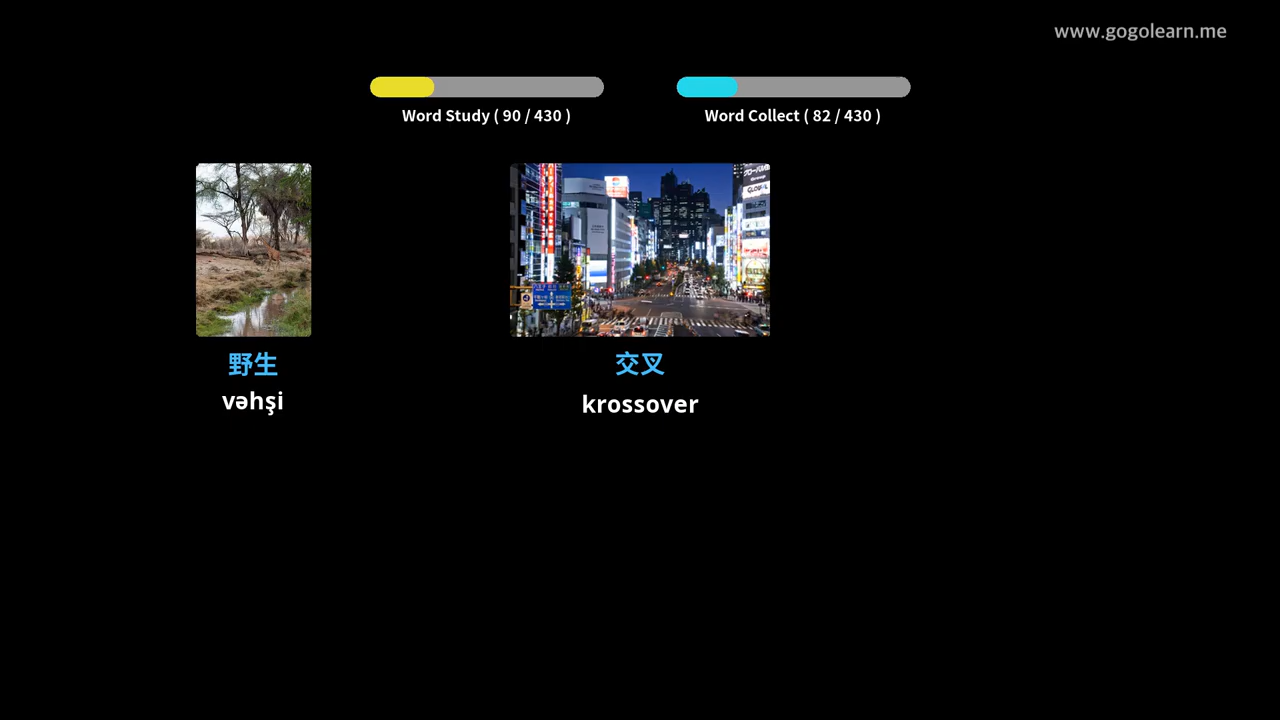 www.gogolearn.me
Word Study ( 90 / 430 )
Word Collect ( 82 / 430 )
野生
vəhşi
交叉
krossover